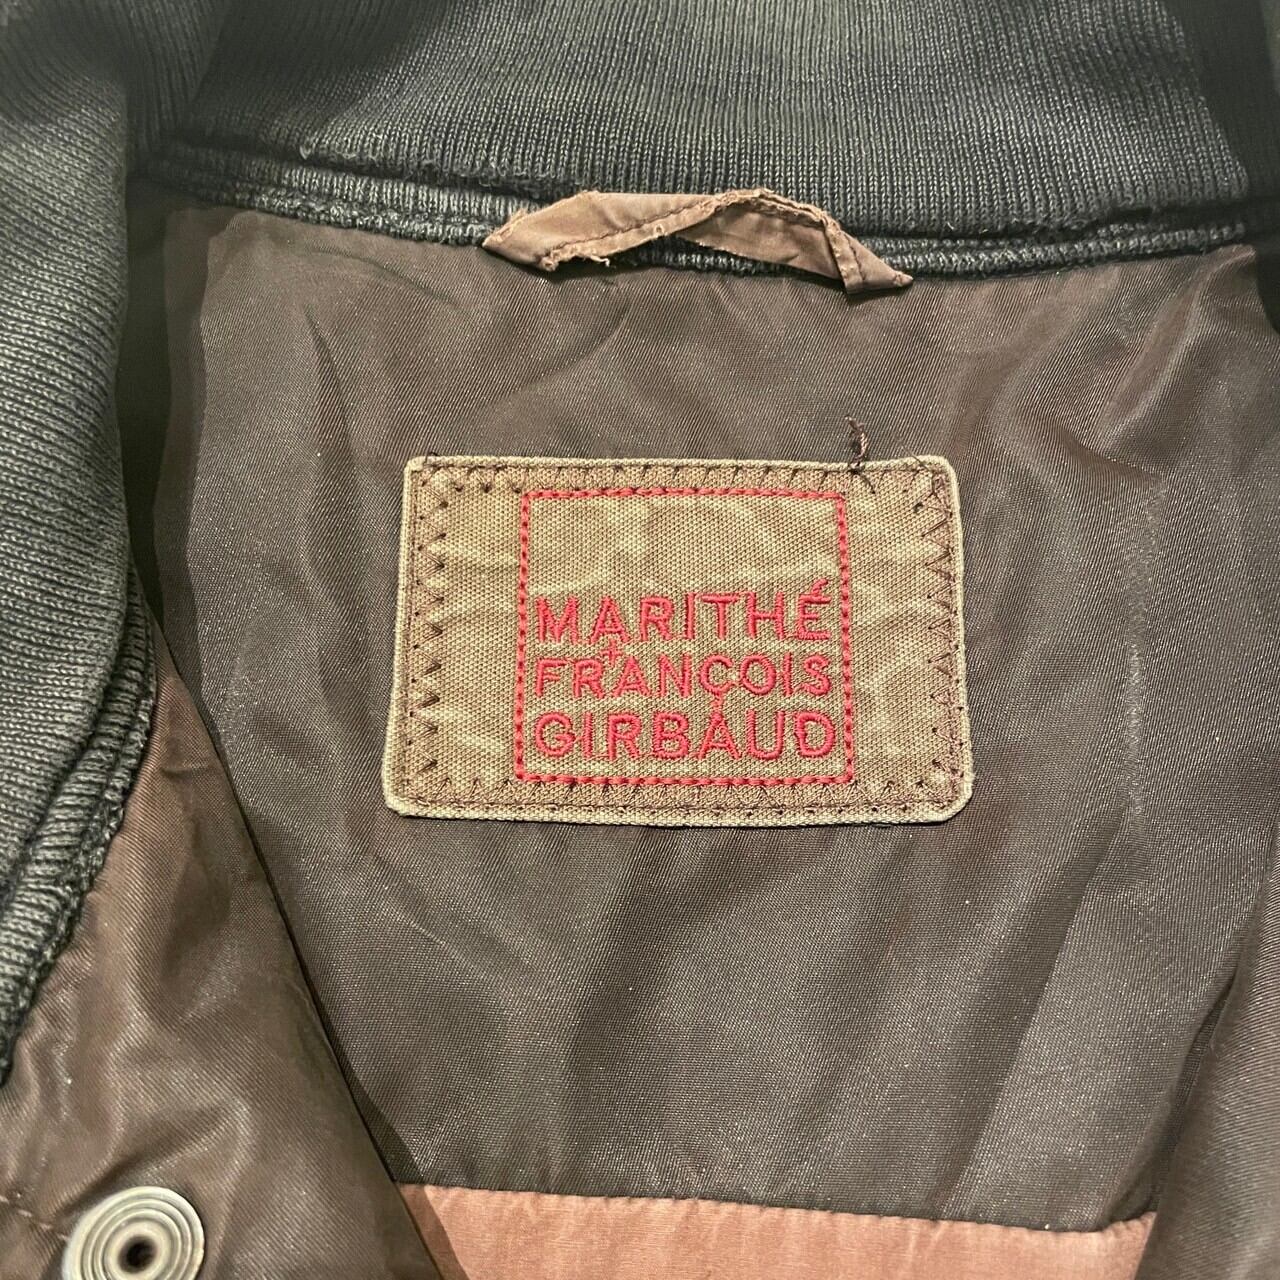 MARITHÉ
+
FRANÇOIS
GIRBAUD